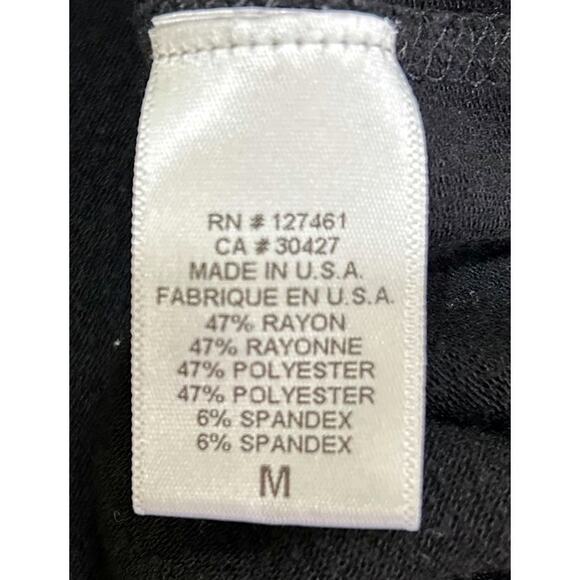 RN # 127461
CA # 30427
MADE IN U.S.A.
FABRIQUE EN U.S.A.
47% RAYON
47% RAYONNE
47% POLYESTER
47% POLYESTER
6% SPANDEX
6% SPANDEX
M